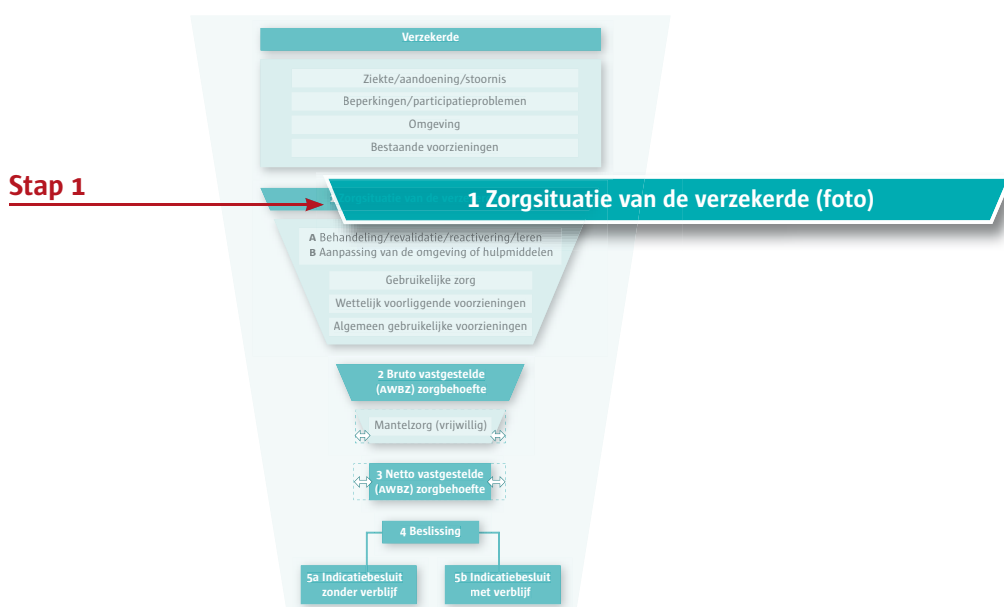 Verzekerde
Ziekte/aandoening/stoornis
Beperkingen/participatieproblemen
Omgeving
Bestaande voorzieningen
Stap 1
1 Zorgsituatie van de verzekerde (foto)
A Behandeling/revalidatie/reactivering/leren
B Aanpassing van de omgeving of hulpmiddelen
Gebruikelijke zorg
Wettelijk voorliggende voorzieningen
Algemeen gebruikelijke voorzieningen
2 Bruto vastgestelde
(AWBZ) zorgbehoefte
Mantelzorg (vrijwillig)
3 Netto vastgestelde
(AWBZ) zorgbehoefte
4 Beslissing
5a Indicatiebesluit
zonder verblijf
5b Indicatiebesluit
met verblijf